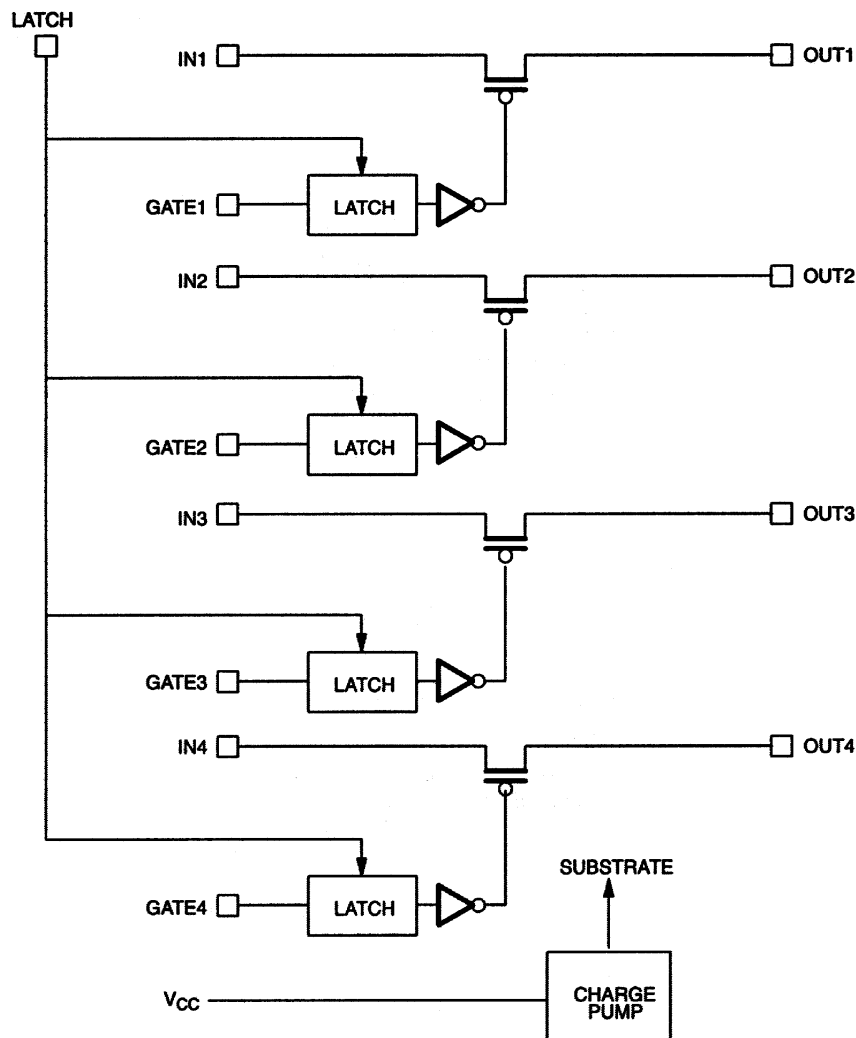 LATCH
IN1
OUT1
GATE1
LATCH
IN2
OUT2
GATE2
LATCH
IN3
OUT3
GATE3
LATCH
IN4
OUT4
GATE4
LATCH
SUBSTRATE
VCC
CHARGE
PUMP